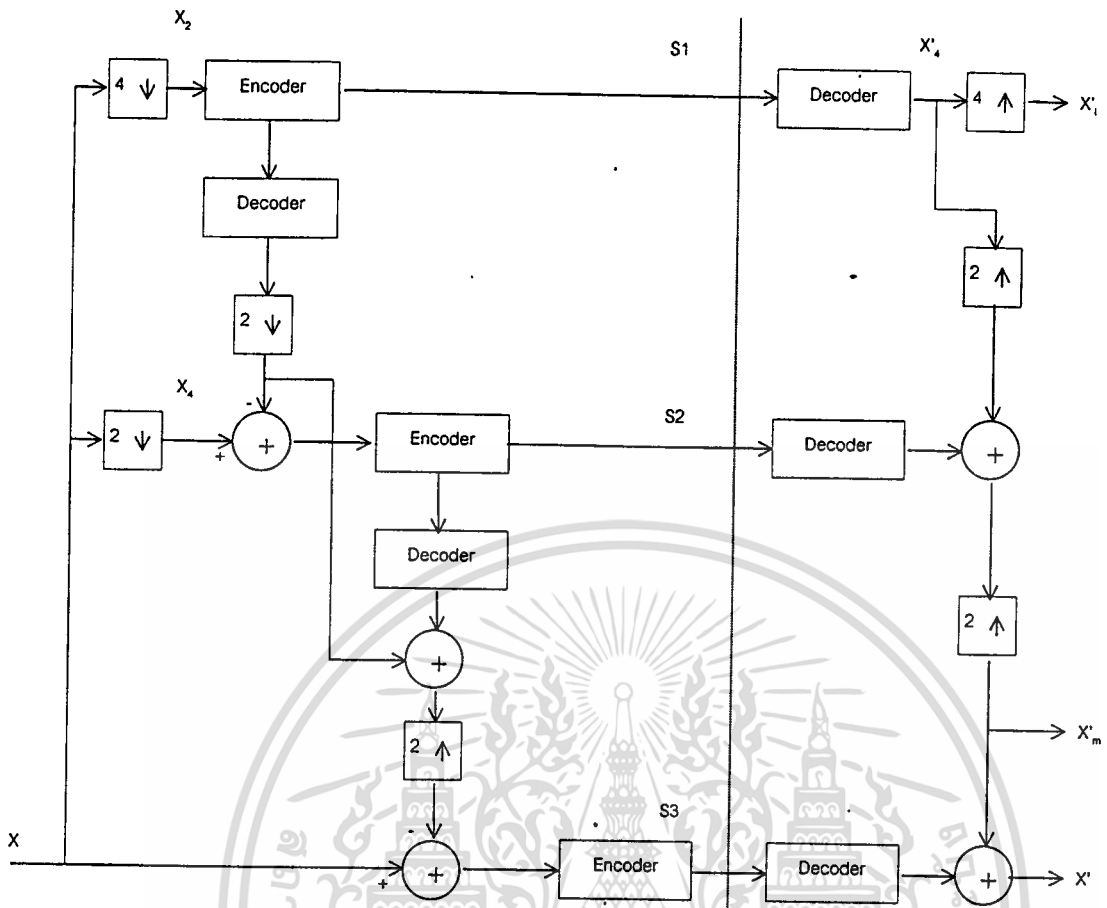 X₂
S1
X'₄
4 ↓
Encoder
Decoder
4 ↑
X'ₗ
Decoder
2 ↑
2 ↓
X₄
-
S2
2 ↓
+
+
Encoder
Decoder
+
Decoder
2 ↑
+
2 ↑
X'ₘ
S3
X
-
+
+
Encoder
Decoder
+
X'